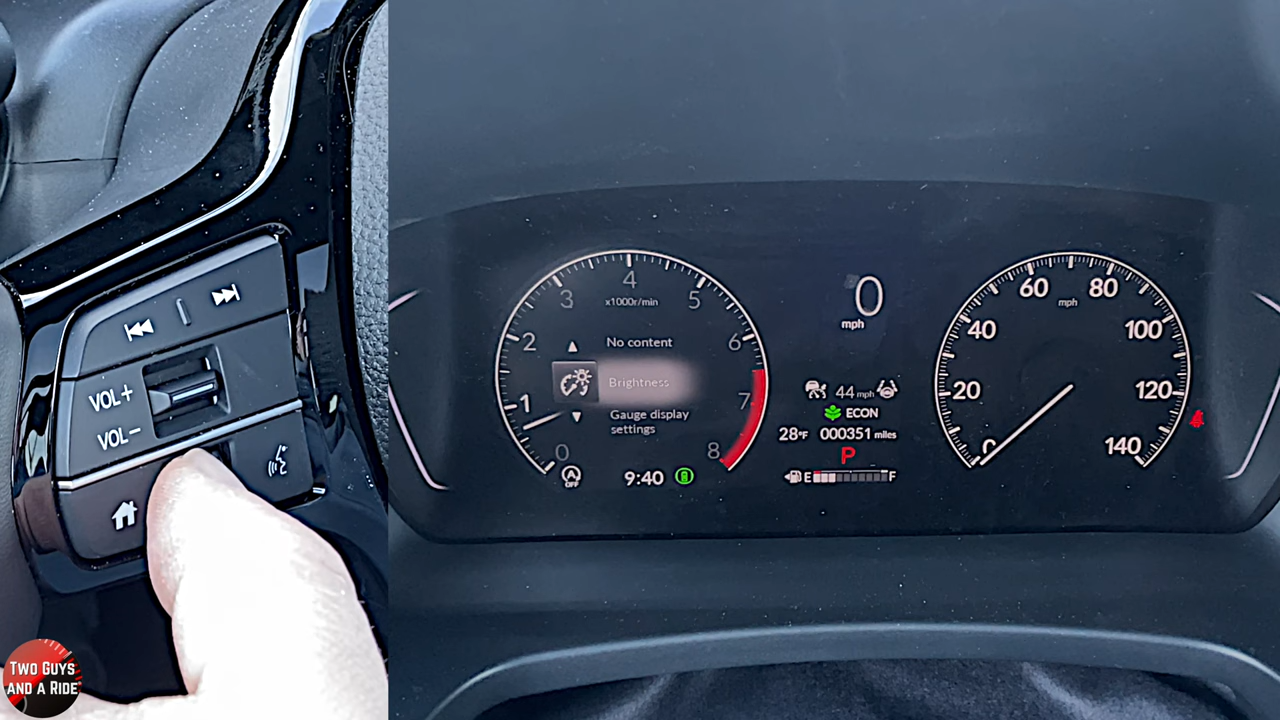 VOL+
VOL−
TWO GUYS
AND A RIDE
4
3
5
x1000r/min
2
6
No content
Brightness
1
7
Gauge display
settings
0
8
OFF
9:40
0
mph
44 mph
ECON
28°F 000351 miles
P
E F
60 80
mph
40 100
20 120
0 140